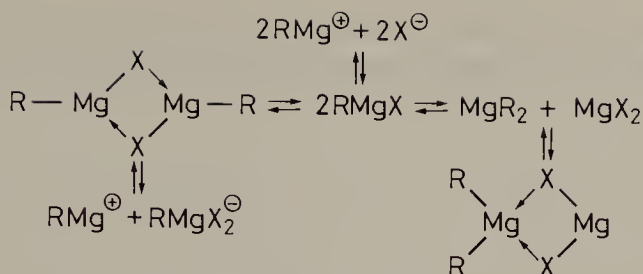 2RMg⊕ + 2X⊖
X
R — Mg Mg — R ⇌ 2RMgX ⇌ MgR₂ + MgX₂
X
RMg⊕ + RMgX₂⊖
R X
Mg Mg
R X